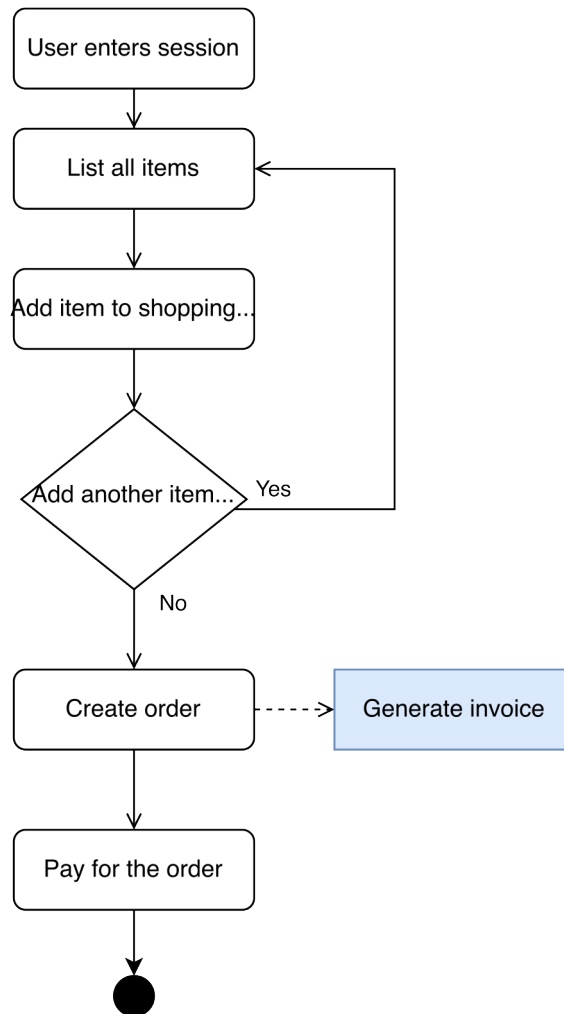 User enters session
List all items
Add item to shopping...
Add another item...
Yes
No
Create order
Generate invoice
Pay for the order